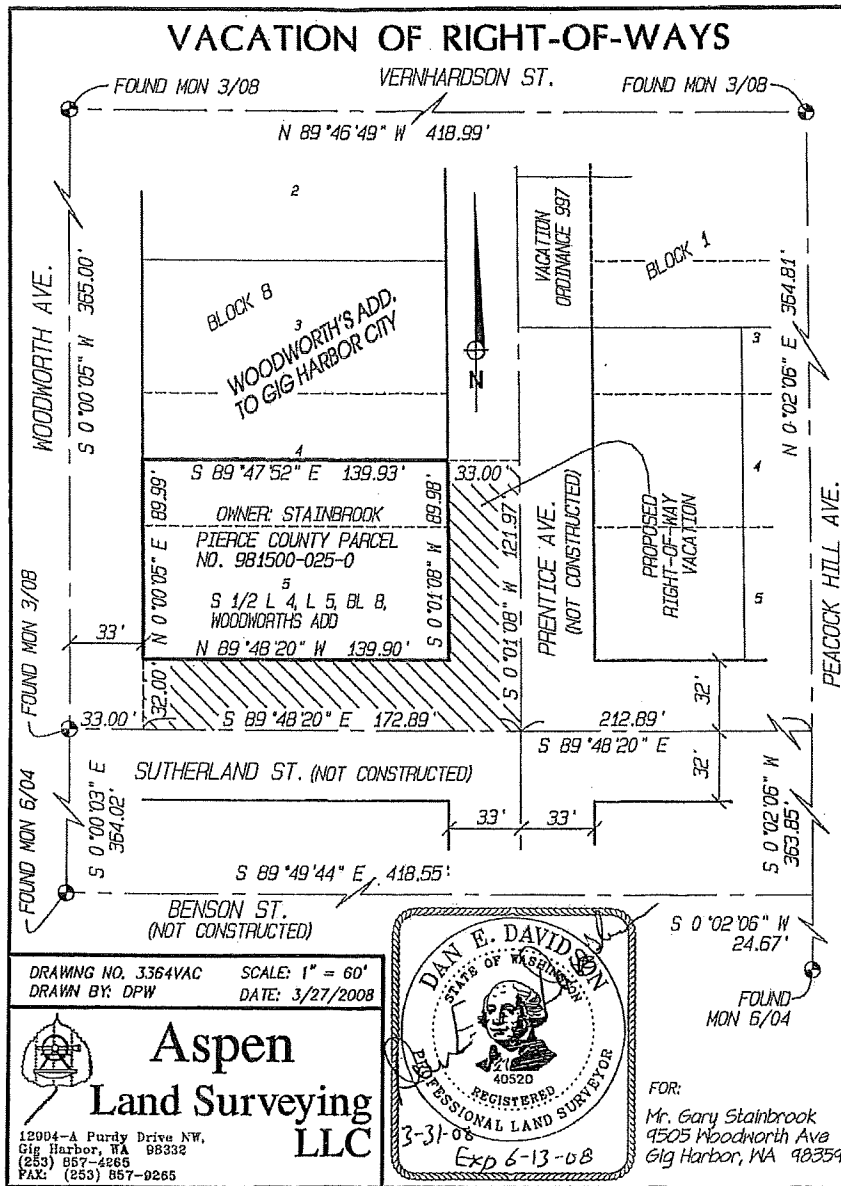 VACATION OF RIGHT-OF-WAYS
VERNHARDSON ST.
FOUND MON 3/08
FOUND MON 3/08
N 89°46'49" W 418.99'
WOODWORTH AVE.
S 0°00'05" W 365.00'
2
BLOCK 8
3
WOODWORTH'S ADD.
TO GIG HARBOR CITY
4
N
VACATION
ORDINANCE 997
BLOCK 1
N 0°02'06" E 364.81'
3
4
5
PEACOCK HILL AVE.
S 89°47'52" E 139.93'
33.00'
N 0°00'05" E 89.99'
S 0°01'08" W 89.98'
OWNER: STAINBROOK
PIERCE COUNTY PARCEL
NO. 981500-025-0
5
S 1/2 L 4, L 5, BL 8,
WOODWORTHS ADD
N 89°48'20" W 139.90'
S 0°01'08" W 121.97
PRENTICE AVE.
(NOT CONSTRUCTED)
PROPOSED
RIGHT-OF-WAY
VACATION
FOUND MON 3/08
33'
33.00'
32.00'
S 89°48'20" E 172.89'
212.89'
32'
S 89°48'20" E
32'
SUTHERLAND ST. (NOT CONSTRUCTED)
FOUND MON 6/04
S 0°00'03" E
364.02'
33'
33'
S 0°02'06" W
363.85'
S 89°49'44" E 418.55'
BENSON ST.
(NOT CONSTRUCTED)
S 0°02'06" W
24.67'
FOUND
MON 6/04
DRAWNG NO. 3364VAC SCALE: 1" = 60'
DRAWN BY: DPW DATE: 3/27/2008
Aspen
Land Surveying
LLC
12904-A Purdy Drive NW,
Gig Harbor, WA 98332
(253) 857-4265
FAX: (253) 857-9265
DAN E. DAVIDSON
STATE OF WASHINGTON
40520
REGISTERED
PROFESSIONAL LAND SURVEYOR
3-31-08
Exp 6-13-08
FOR:
Mr. Gary Stainbrook
9505 Woodworth Ave
Gig Harbor, WA 98359